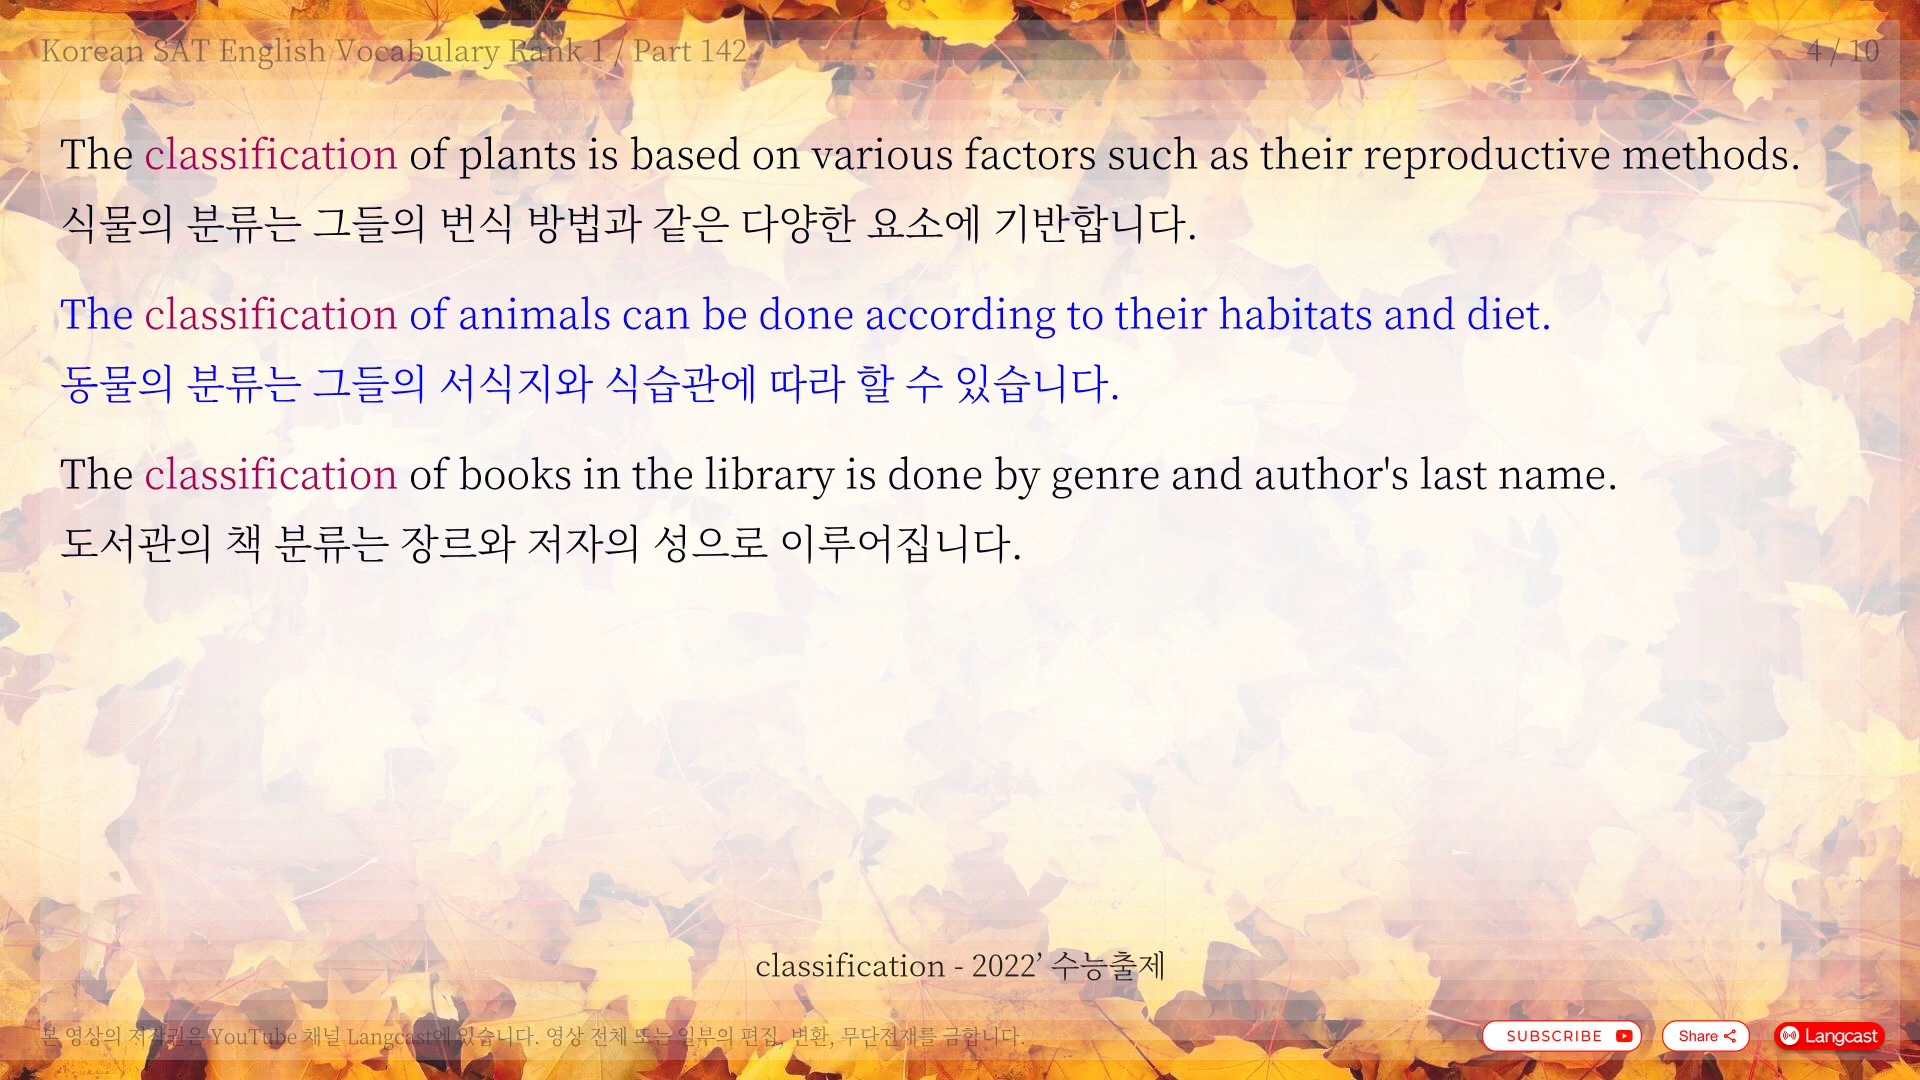 Korean SAT English Vocabulary Rank 1 / Part 142
4 / 10
The classification of plants is based on various factors such as their reproductive methods.
식물의 분류는 그들의 번식 방법과 같은 다양한 요소에 기반합니다.
The classification of animals can be done according to their habitats and diet.
동물의 분류는 그들의 서식지와 식습관에 따라 할 수 있습니다.
The classification of books in the library is done by genre and author's last name.
도서관의 책 분류는 장르와 저자의 성으로 이루어집니다.
classification - 2022’ 수능출제
본 영상의 저작권은 YouTube 채널 Langcast에 있습니다. 영상 전체 또는 일부의 편집, 변환, 무단전재를 금합니다.
SUBSCRIBE
Share
Langcast